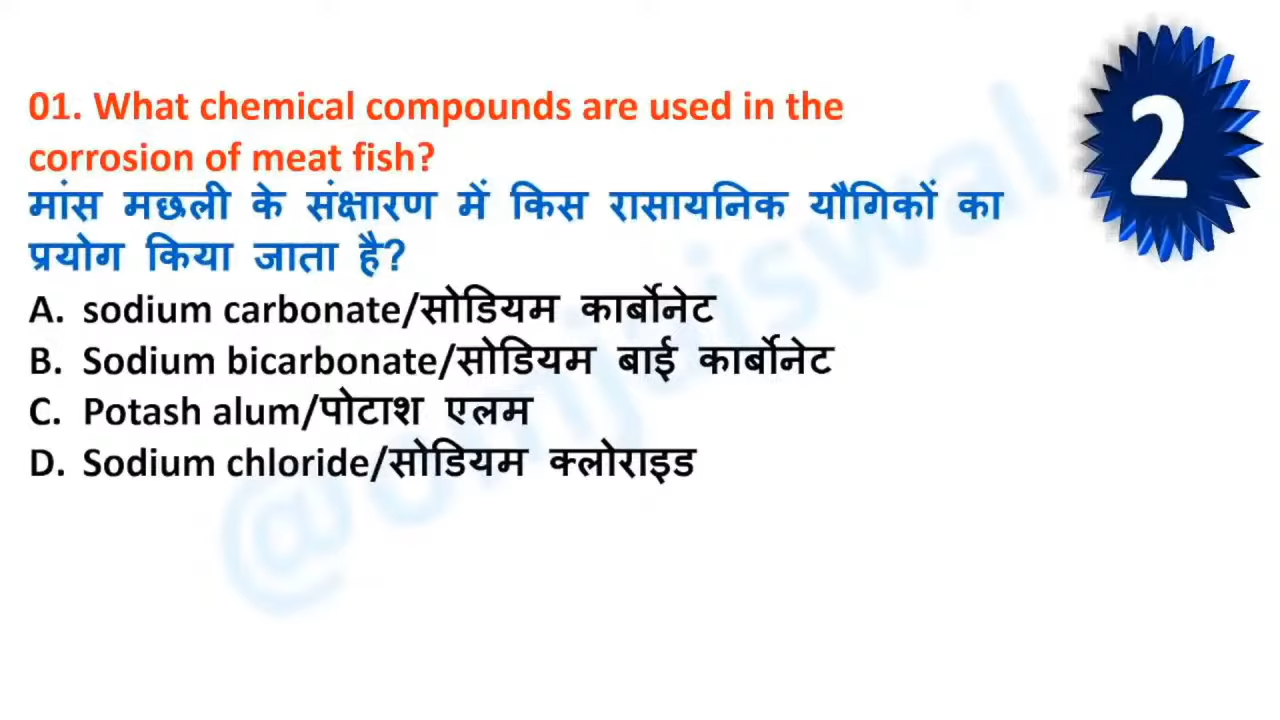 01. What chemical compounds are used in the
corrosion of meat fish?
मांस मछली के संक्षारण में किस रासायनिक यौगिकों का
प्रयोग किया जाता है?
A. sodium carbonate/सोडियम कार्बोनेट
B. Sodium bicarbonate/सोडियम बाई कार्बोनेट
C. Potash alum/पोटाश एलम
D. Sodium chloride/सोडियम क्लोराइड
2
@omjaiswal